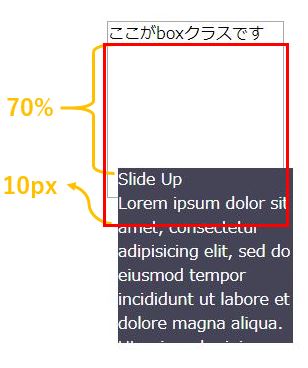 ここがboxクラスです
70%
Slide Up
10px
Lorem ipsum dolor sit
amet, consectetur
adipisicing elit, sed do
eiusmod tempor
incididunt ut labore et
dolore magna aliqua.